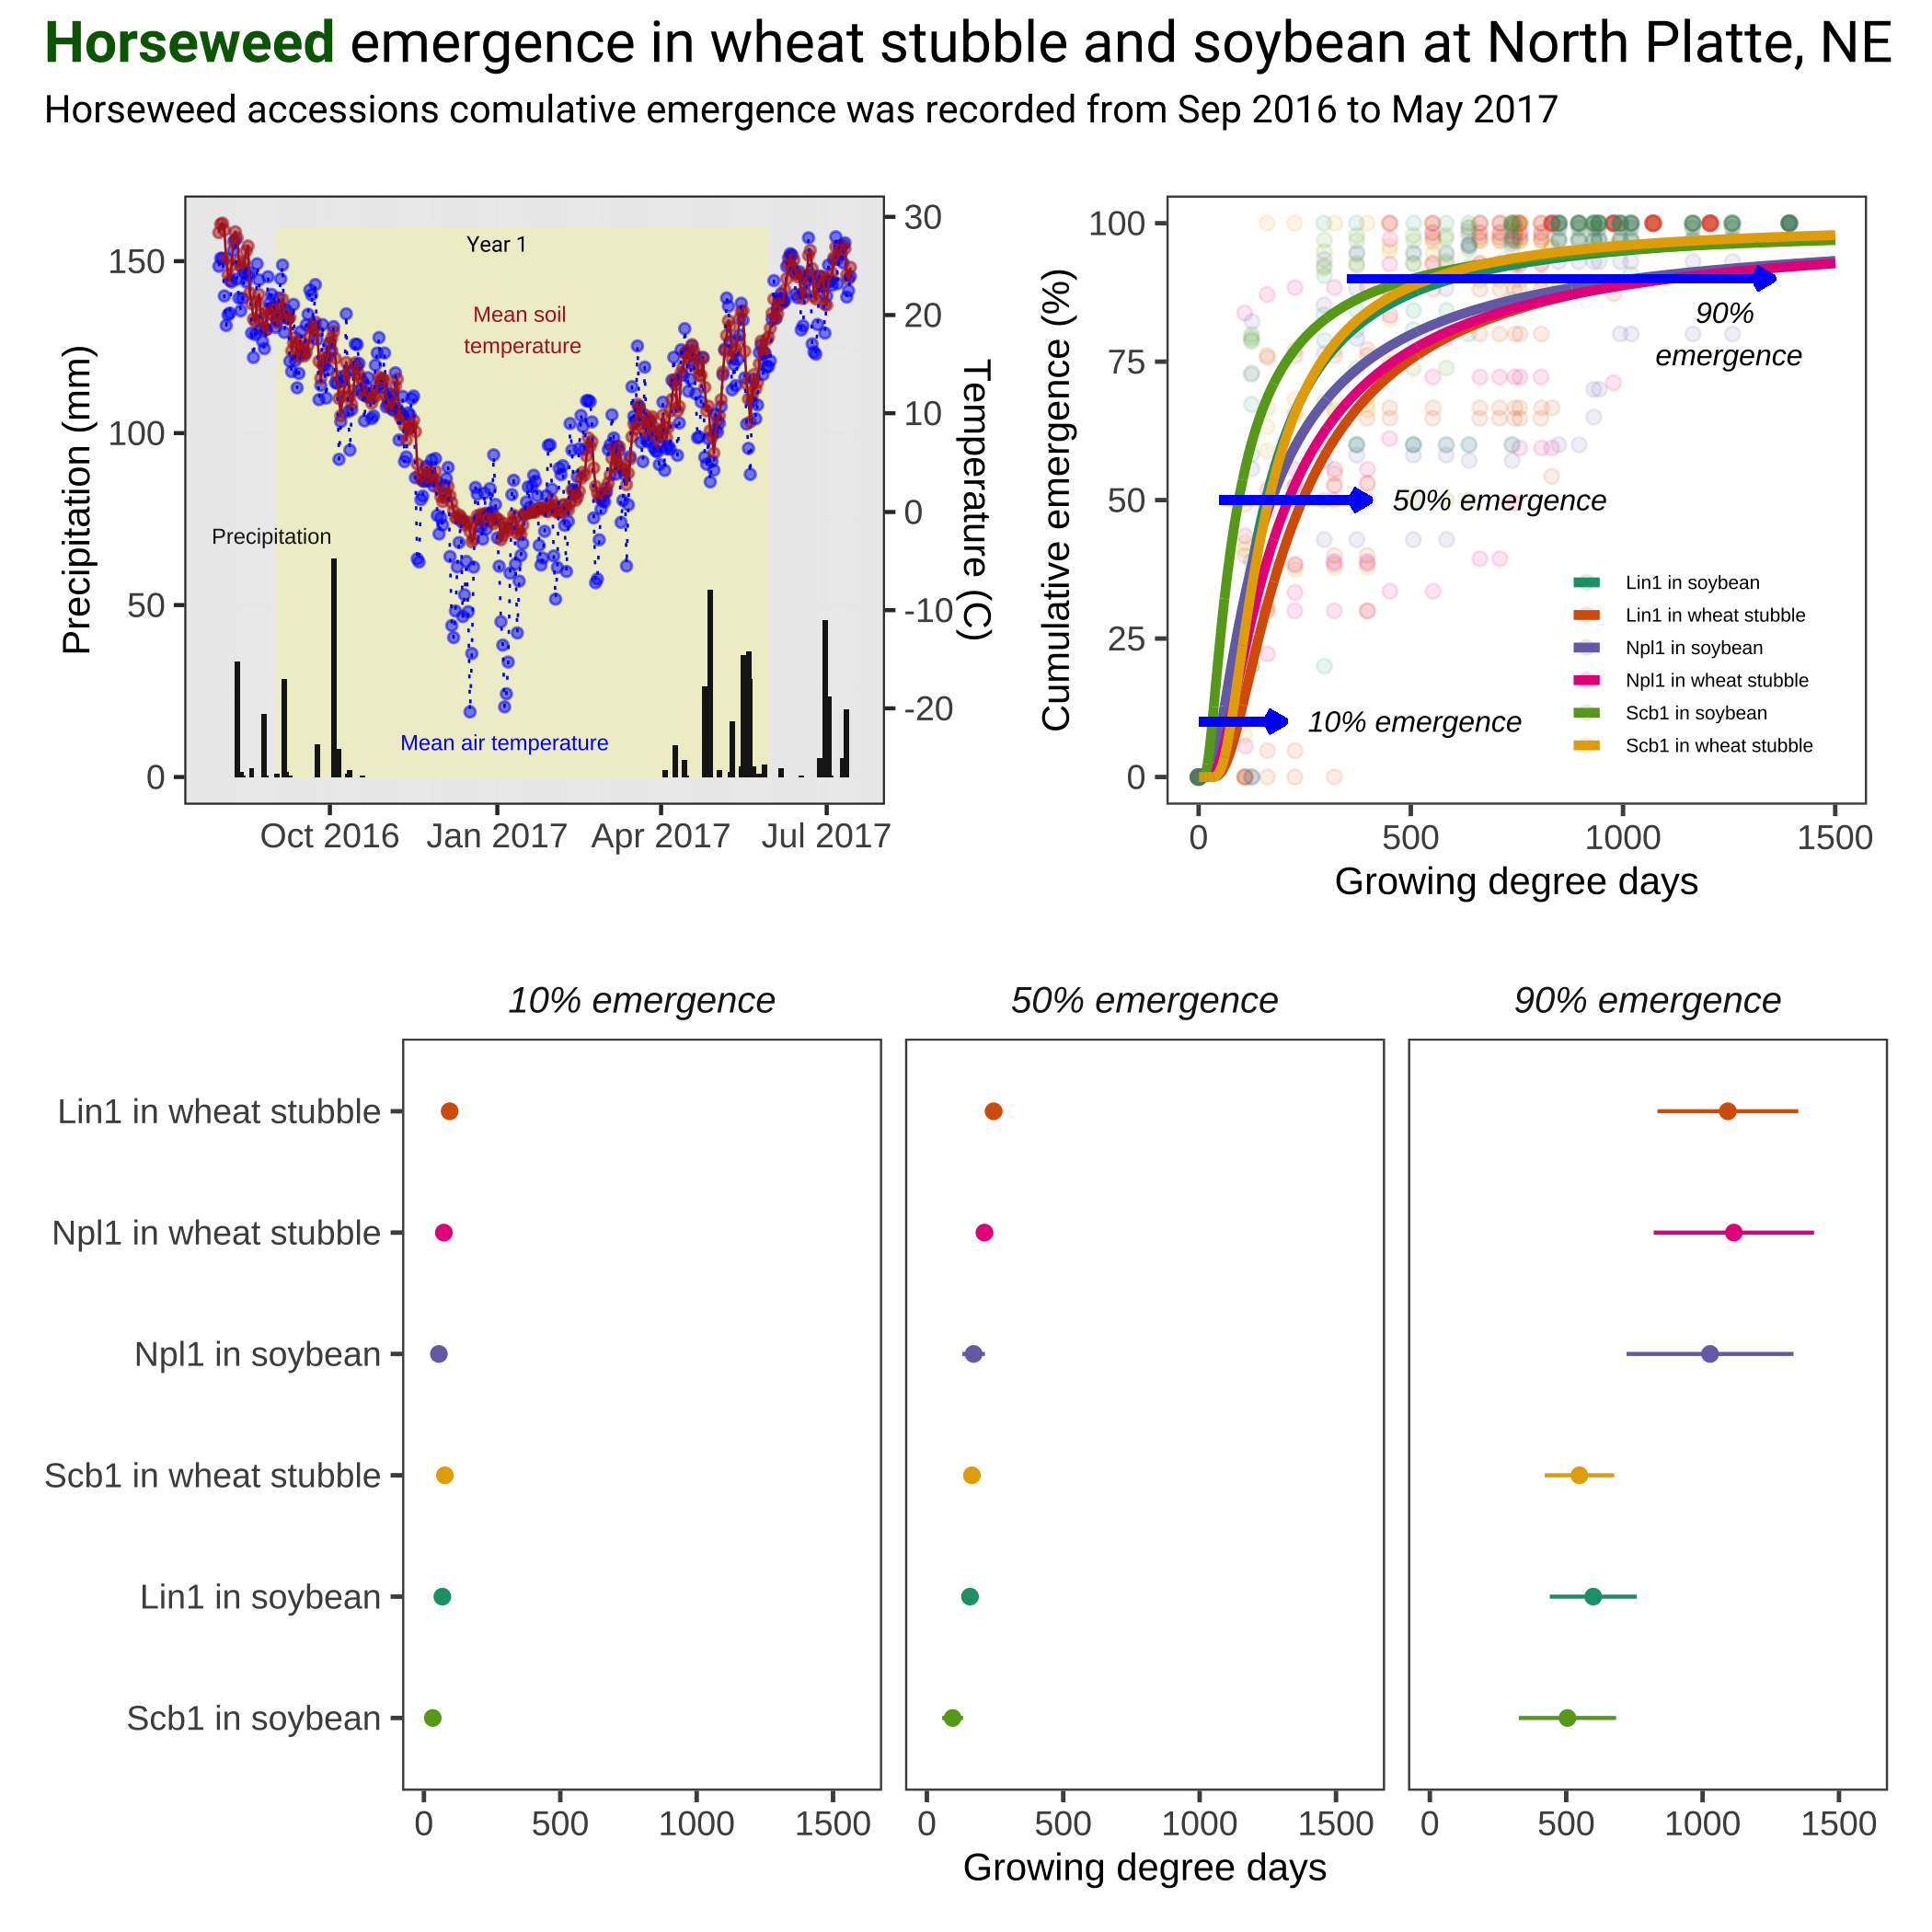 Horseweed emergence in wheat stubble and soybean at North Platte, NE
Horseweed accessions comulative emergence was recorded from Sep 2016 to May 2017
Precipitation (mm)
150
100
50
0
Year 1
Mean soil
temperature
Precipitation
Mean air temperature
30
20
10
0
-10
-20
Temperature (C)
Oct 2016 Jan 2017 Apr 2017 Jul 2017
Cumulative emergence (%)
100
75
50
25
0
90%
emergence
50% emergence
10% emergence
Lin1 in soybean
Lin1 in wheat stubble
Npl1 in soybean
Npl1 in wheat stubble
Scb1 in soybean
Scb1 in wheat stubble
0 500 1000 1500
Growing degree days
10% emergence 50% emergence 90% emergence
Lin1 in wheat stubble
Npl1 in wheat stubble
Npl1 in soybean
Scb1 in wheat stubble
Lin1 in soybean
Scb1 in soybean
0 500 1000 1500 0 500 1000 1500 0 500 1000 1500
Growing degree days